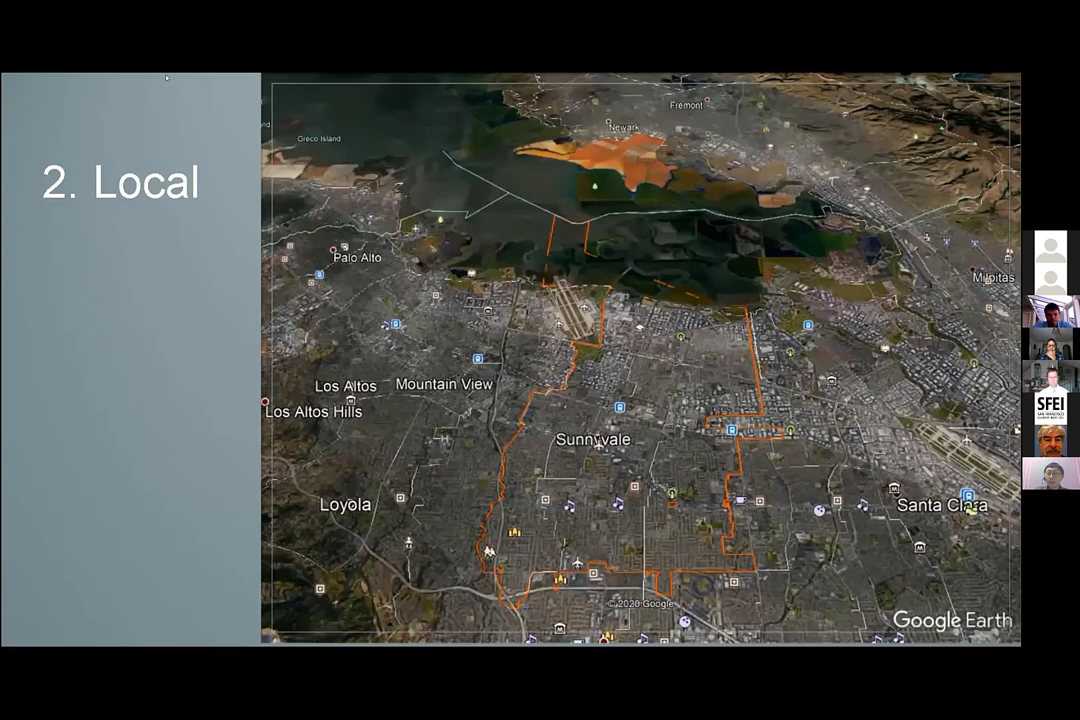 2. Local
Fremont
Newark
Greco Island
Palo Alto
Milpitas
Los Altos
Mountain View
Los Altos Hills
Sunnyvale
Loyola
Santa Clara
© 2020 Google
Google Earth
SFEI